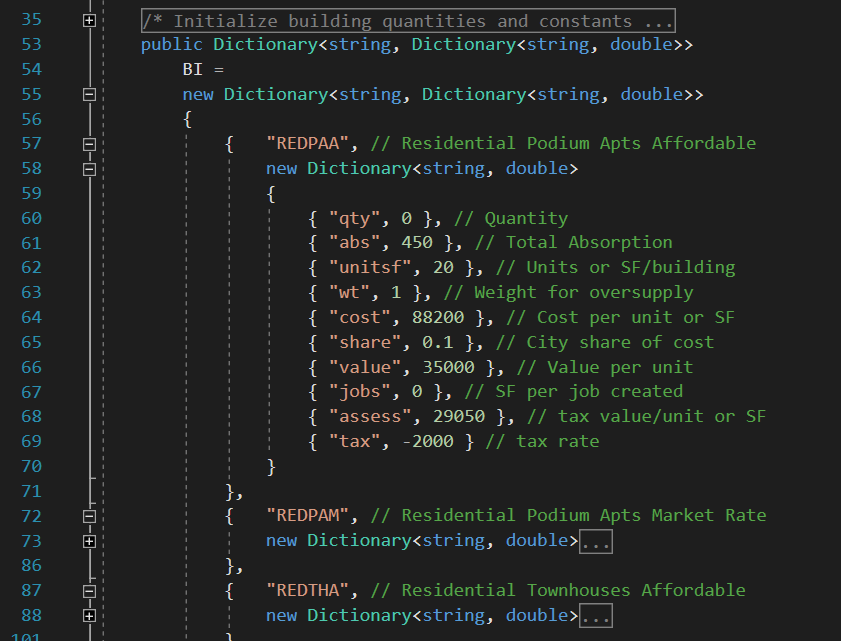 35 /* Initialize building quantities and constants ...
53 public Dictionary<string, Dictionary<string, double>>
54 BI =
55 new Dictionary<string, Dictionary<string, double>>
56 {
57 { "REDPAA", // Residential Podium Apts Affordable
58 new Dictionary<string, double>
59 {
60 { "qty", 0 }, // Quantity
61 { "abs", 450 }, // Total Absorption
62 { "unitsf", 20 }, // Units or SF/building
63 { "wt", 1 }, // Weight for oversupply
64 { "cost", 88200 }, // Cost per unit or SF
65 { "share", 0.1 }, // City share of cost
66 { "value", 35000 }, // Value per unit
67 { "jobs", 0 }, // SF per job created
68 { "assess", 29050 }, // tax value/unit or SF
69 { "tax", -2000 } // tax rate
70 }
71 },
72 { "REDPAM", // Residential Podium Apts Market Rate
73 new Dictionary<string, double>...
86 },
87 { "REDTHA", // Residential Townhouses Affordable
88 new Dictionary<string, double>...
101 }